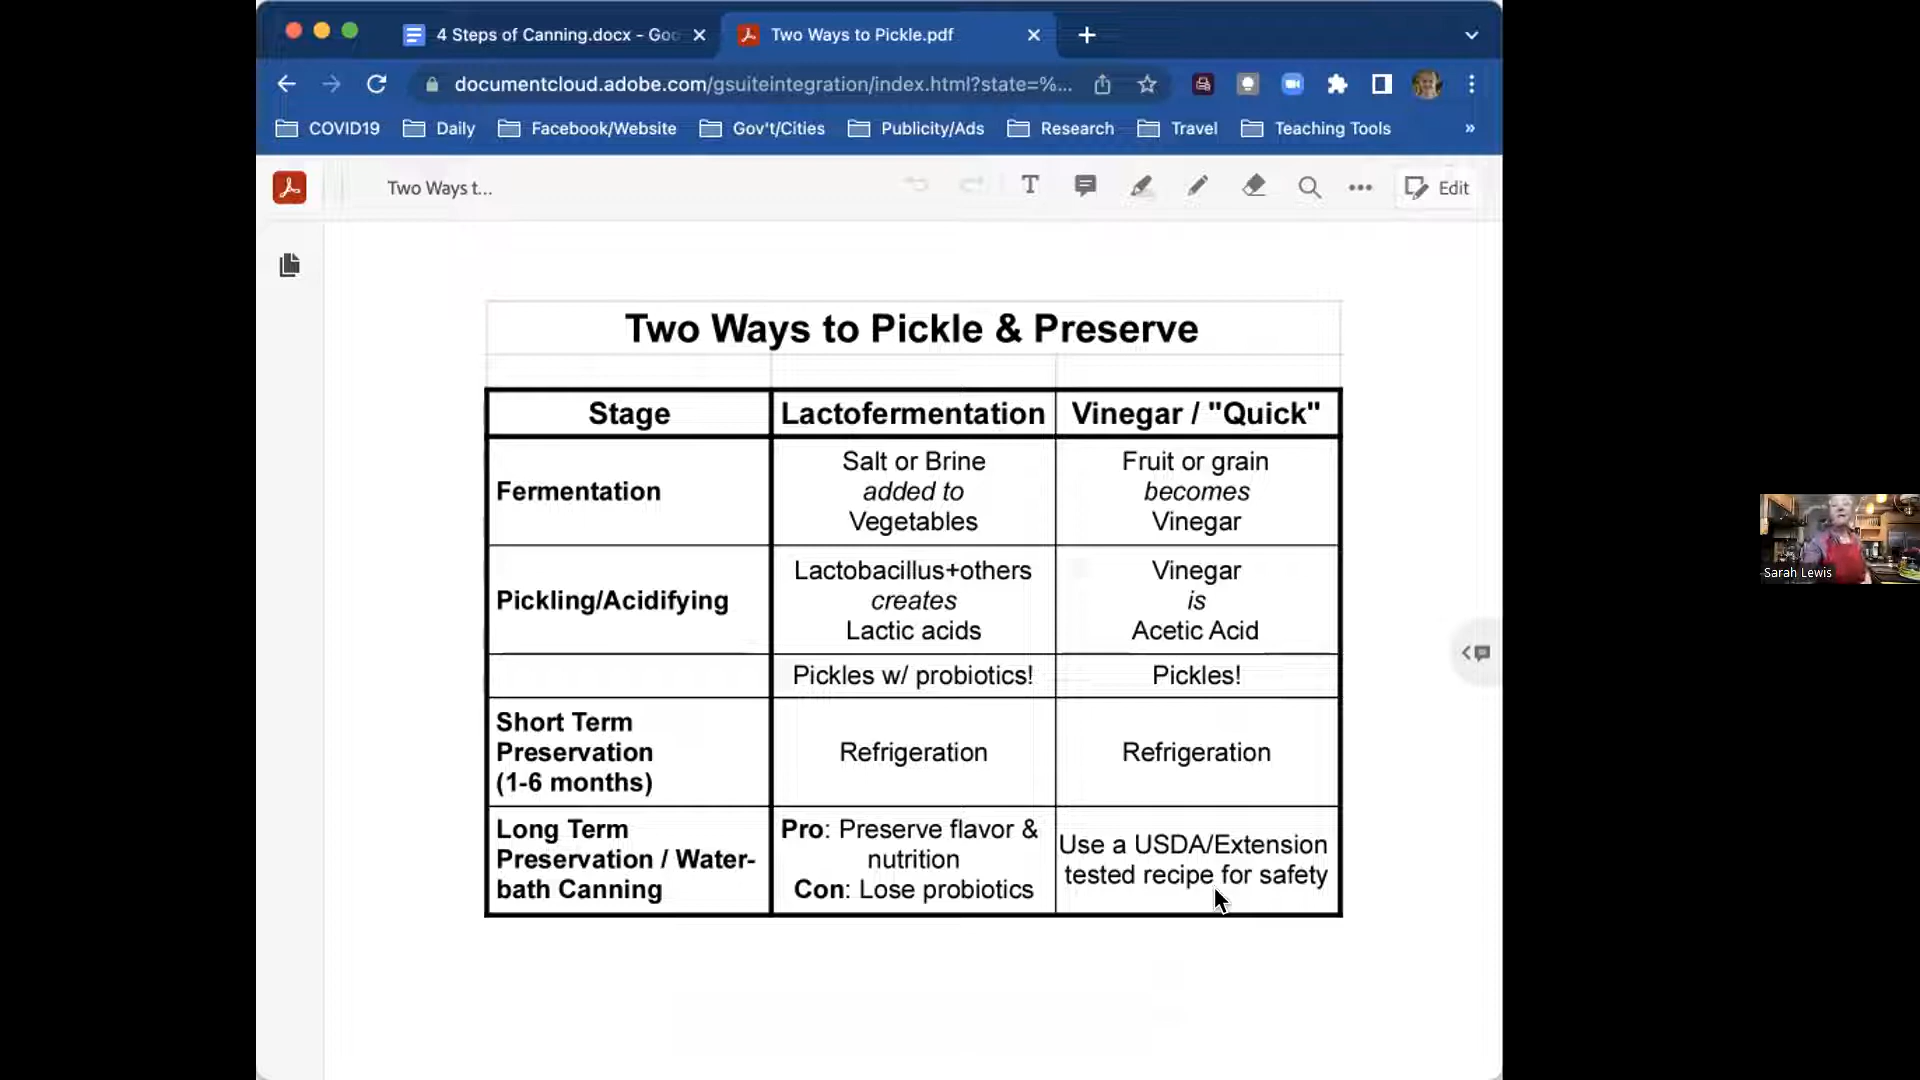 4 Steps of Canning.docx - Goo
Two Ways to Pickle.pdf
documentcloud.adobe.com/gsuiteintegration/index.html?state=%...
COVID19
Daily
Facebook/Website
Gov't/Cities
Publicity/Ads
Research
Travel
Teaching Tools
»
Two Ways t...
Edit
Two Ways to Pickle & Preserve
Stage
Lactofermentation
Vinegar / "Quick"
Fermentation
Salt or Brine
added to
Vegetables
Fruit or grain
becomes
Vinegar
Pickling/Acidifying
Lactobacillus+others
creates
Lactic acids
Vinegar
is
Acetic Acid
Pickles w/ probiotics!
Pickles!
Short Term
Preservation
(1-6 months)
Refrigeration
Refrigeration
Long Term
Preservation / Water-
bath Canning
Pro: Preserve flavor &
nutrition
Con: Lose probiotics
Use a USDA/Extension
tested recipe for safety
Sarah Lewis